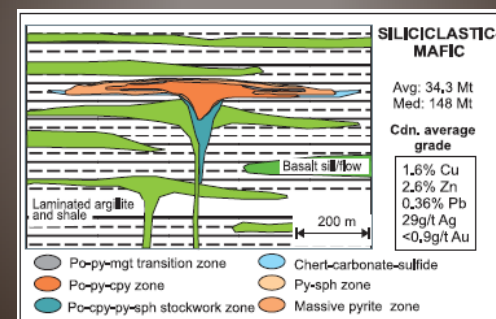 SILICICLASTIC-
MAFIC
Avg: 34.3 Mt
Med: 148 Mt
Cdn. average
grade
1.6% Cu
2.6% Zn
0.36% Pb
29g/t Ag
<0.9g/t Au
Basalt sill/flow
Laminated argillite
and shale
200 m
Po-py-mgt transition zone
Chert-carbonate-sulfide
Po-py-cpy zone
Py-sph zone
Po-cpy-py-sph stockwork zone
Massive pyrite zone